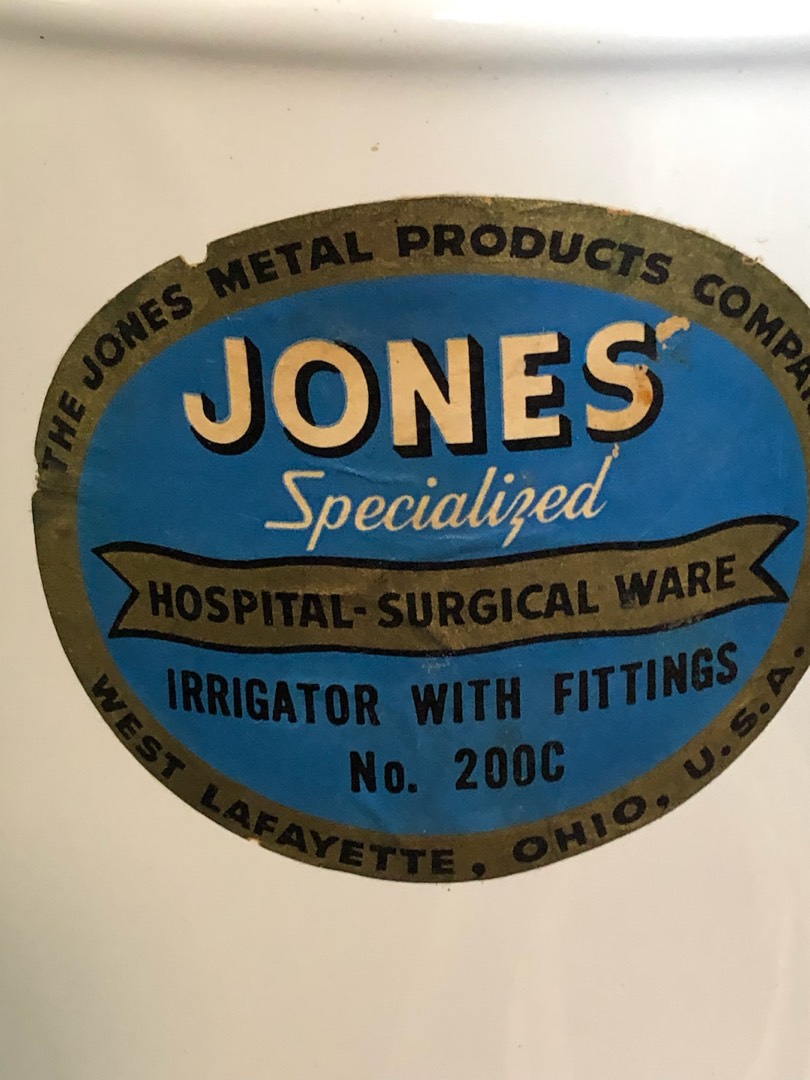 THE JONES METAL PRODUCTS COMPA
JONES
Specialized
HOSPITAL-SURGICAL WARE
IRRIGATOR WITH FITTINGS
No. 200C
WEST LAFAYETTE, OHIO, U.S.A.